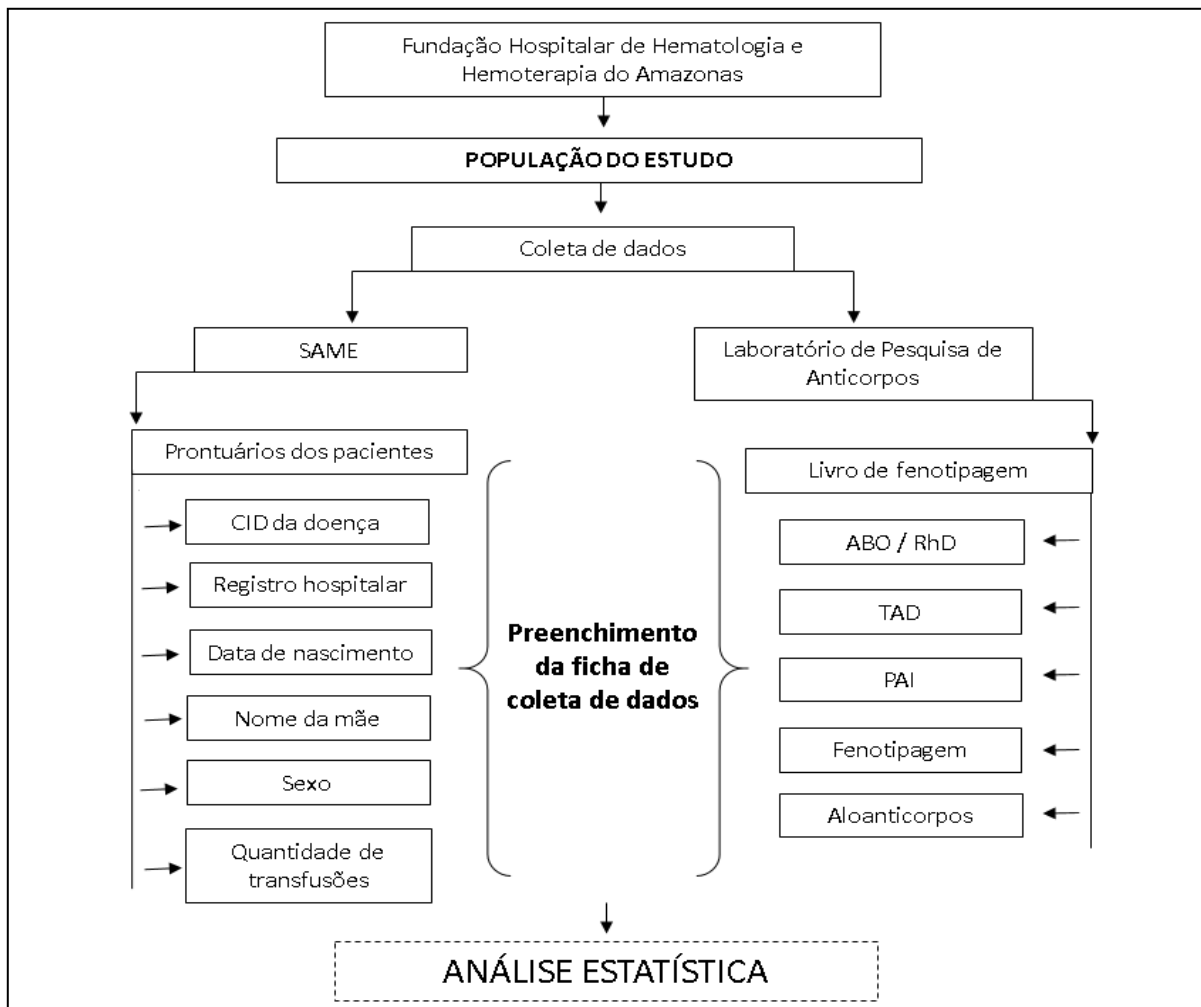 Fundação Hospitalar de Hematologia e
Hemoterapia do Amazonas
POPULAÇÃO DO ESTUDO
Coleta de dados
SAME
Prontuários dos pacientes
CID da doença
Registro hospitalar
Data de nascimento
Nome da mãe
Sexo
Quantidade de
transfusões
Preenchimento
da ficha de
coleta de dados
Laboratório de Pesquisa de
Anticorpos
Livro de fenotipagem
ABO / RhD
TAD
PAI
Fenotipagem
Aloanticorpos
ANÁLISE ESTATÍSTICA